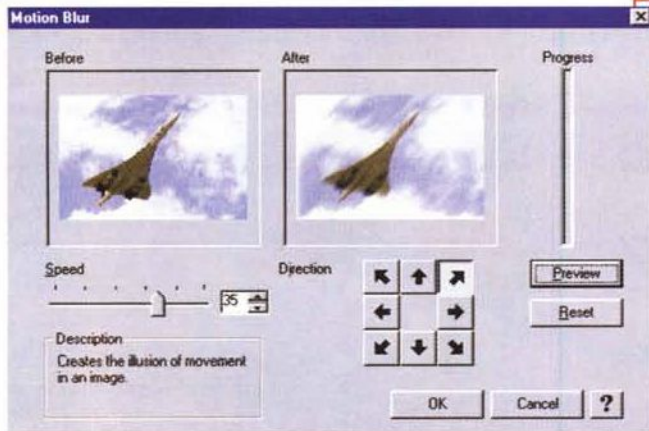 Motion Blur
Before
After
Progress
Speed
35
Direction
Preview
Reset
Description
Creates the illusion of movement
in an image.
OK
Cancel
?